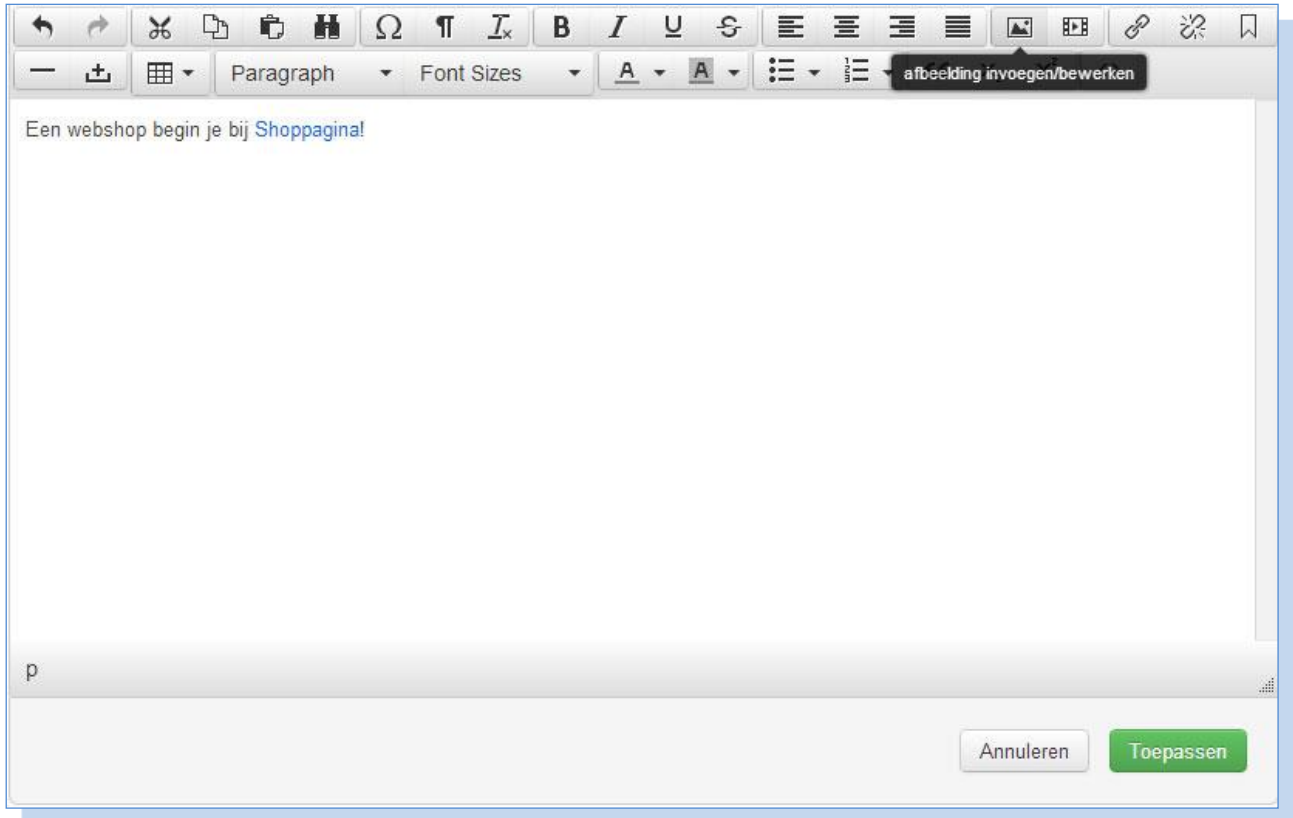 Paragraph Font Sizes A A
afbeelding invoegen/bewerken
Een webshop begin je bij Shoppagina!
p
Annuleren Toepassen